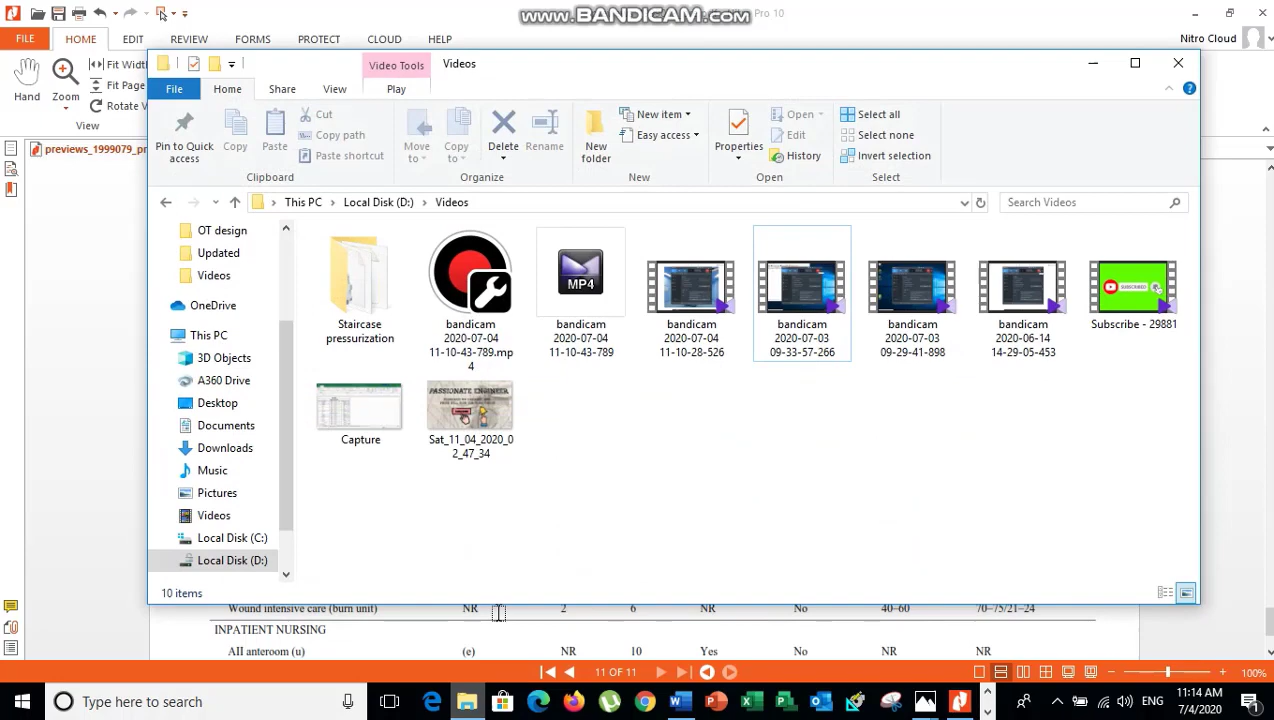 www.BANDICAM.com
Pro 10
FILE HOME EDIT REVIEW FORMS PROTECT CLOUD HELP
Nitro Cloud
Hand
Zoom
Fit Width
Fit Page
Rotate V
View
previews_1999079_pr
Video Tools
Videos
File Home Share View Play
Pin to Quick access
Copy
Paste
Cut
Copy path
Paste shortcut
Clipboard
Move to
Copy to
Delete
Rename
Organize
New folder
New item
Easy access
New
Properties
Open
Edit
History
Open
Select all
Select none
Invert selection
Select
This PC > Local Disk (D:) > Videos
Search Videos
OT design
Updated
Videos
OneDrive
This PC
3D Objects
A360 Drive
Desktop
Documents
Downloads
Music
Pictures
Videos
Local Disk (C:)
Local Disk (D:)
Staircase
pressurization
bandicam
2020-07-04
11-10-43-789.mp
4
MP4
bandicam
2020-07-04
11-10-43-789
bandicam
2020-07-04
11-10-28-526
bandicam
2020-07-03
09-33-57-266
bandicam
2020-07-03
09-29-41-898
bandicam
2020-06-14
14-29-05-453
SUBSCRIBED
Subscribe - 29881
Capture
PASSIONATE ENGINEER
Sat_11_04_2020_0
2_47_34
10 items
Wound intensive care (burn unit) NR 2 6 NR No 40–60 70–75/21–24
INPATIENT NURSING
AII anteroom (u) (e) NR 10 Yes No NR NR
11 OF 11
100%
Type here to search
ENG
11:14 AM
7/4/2020
1